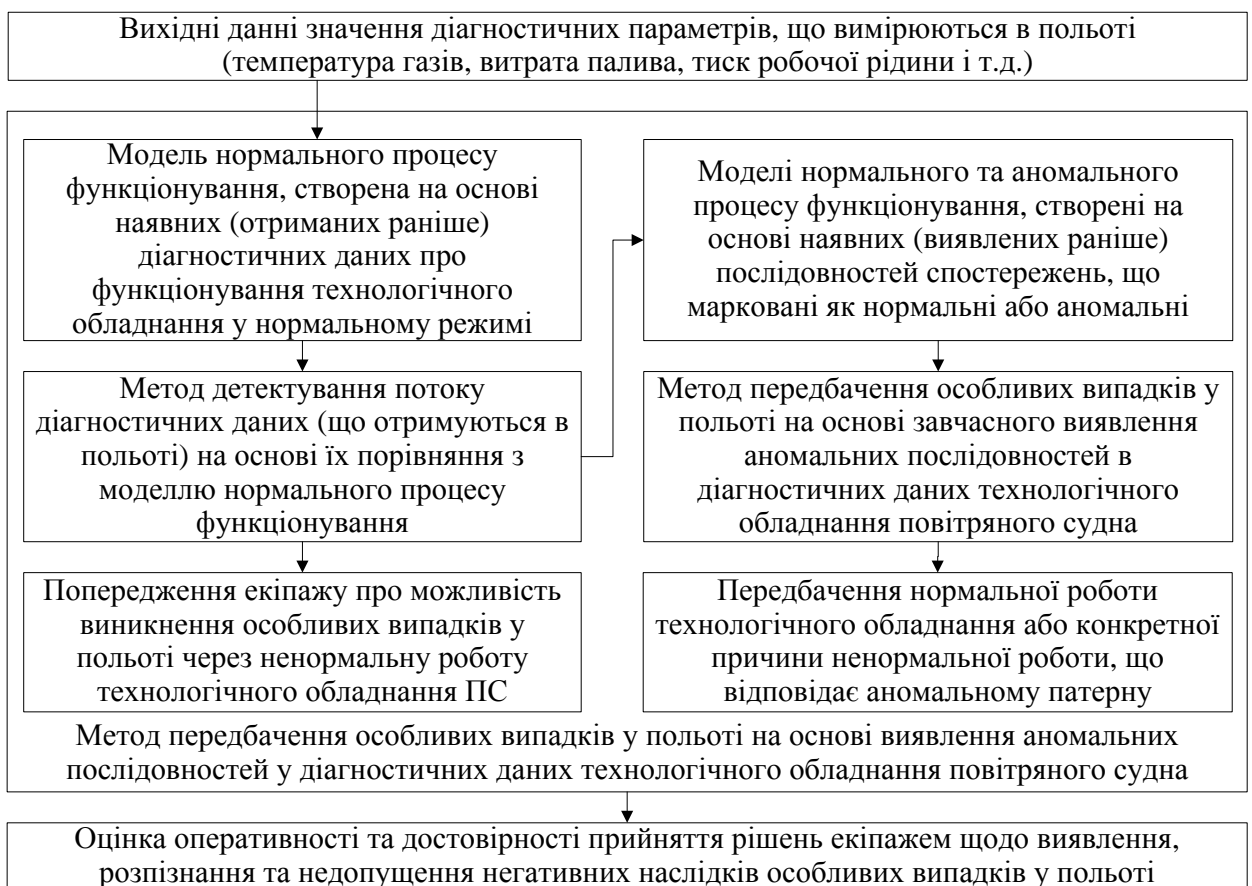 Вихідні данні значення діагностичних параметрів, що вимірюються в польоті
(температура газів, витрата палива, тиск робочої рідини і т.д.)
Модель нормального процесу
функціонування, створена на основі
наявних (отриманих раніше)
діагностичних даних про
функціонування технологічного
обладнання у нормальному режимі
Метод детектування потоку
діагностичних даних (що отримуються в
польоті) на основі їх порівняння з
моделлю нормального процесу
функціонування
Попередження екіпажу про можливість
виникнення особливих випадків у
польоті через ненормальну роботу
технологічного обладнання ПС
Моделі нормального та аномального
процесу функціонування, створені на
основі наявних (виявлених раніше)
послідовностей спостережень, що
марковані як нормальні або аномальні
Метод передбачення особливих випадків у
польоті на основі завчасного виявлення
аномальних послідовностей в
діагностичних даних технологічного
обладнання повітряного судна
Передбачення нормальної роботи
технологічного обладнання або конкретної
причини ненормальної роботи, що
відповідає аномальному патерну
Метод передбачення особливих випадків у польоті на основі виявлення аномальних
послідовностей у діагностичних даних технологічного обладнання повітряного судна
Оцінка оперативності та достовірності прийняття рішень екіпажем щодо виявлення,
розпізнання та недопущення негативних наслідків особливих випадків у польоті